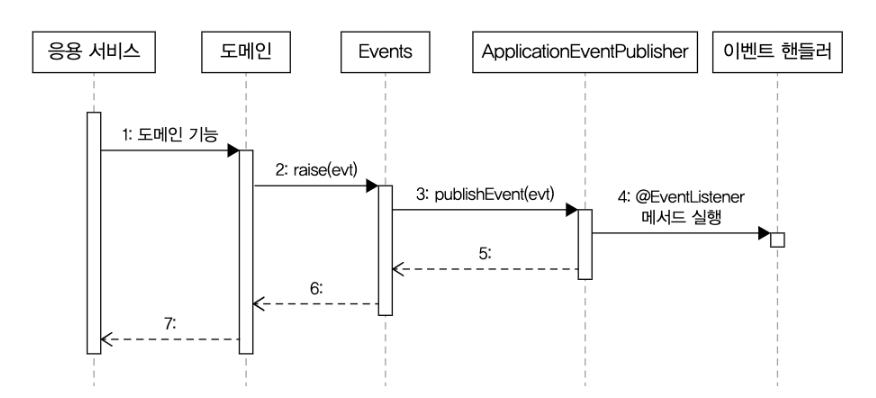 응용 서비스
도메인
Events
ApplicationEventPublisher
이벤트 핸들러
1: 도메인 기능
2: raise(evt)
3: publishEvent(evt)
4: @EventListener
메서드 실행
5:
6:
7: